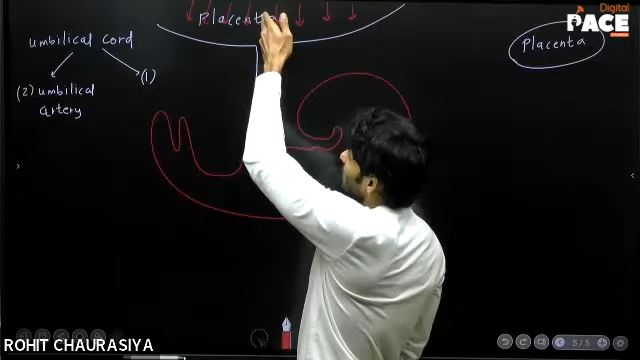 Placenta
umbilical cord
(2) umbilical
artery
(1)
Digital
PACE
Placenta
5/5
ROHIT CHAURASIYA